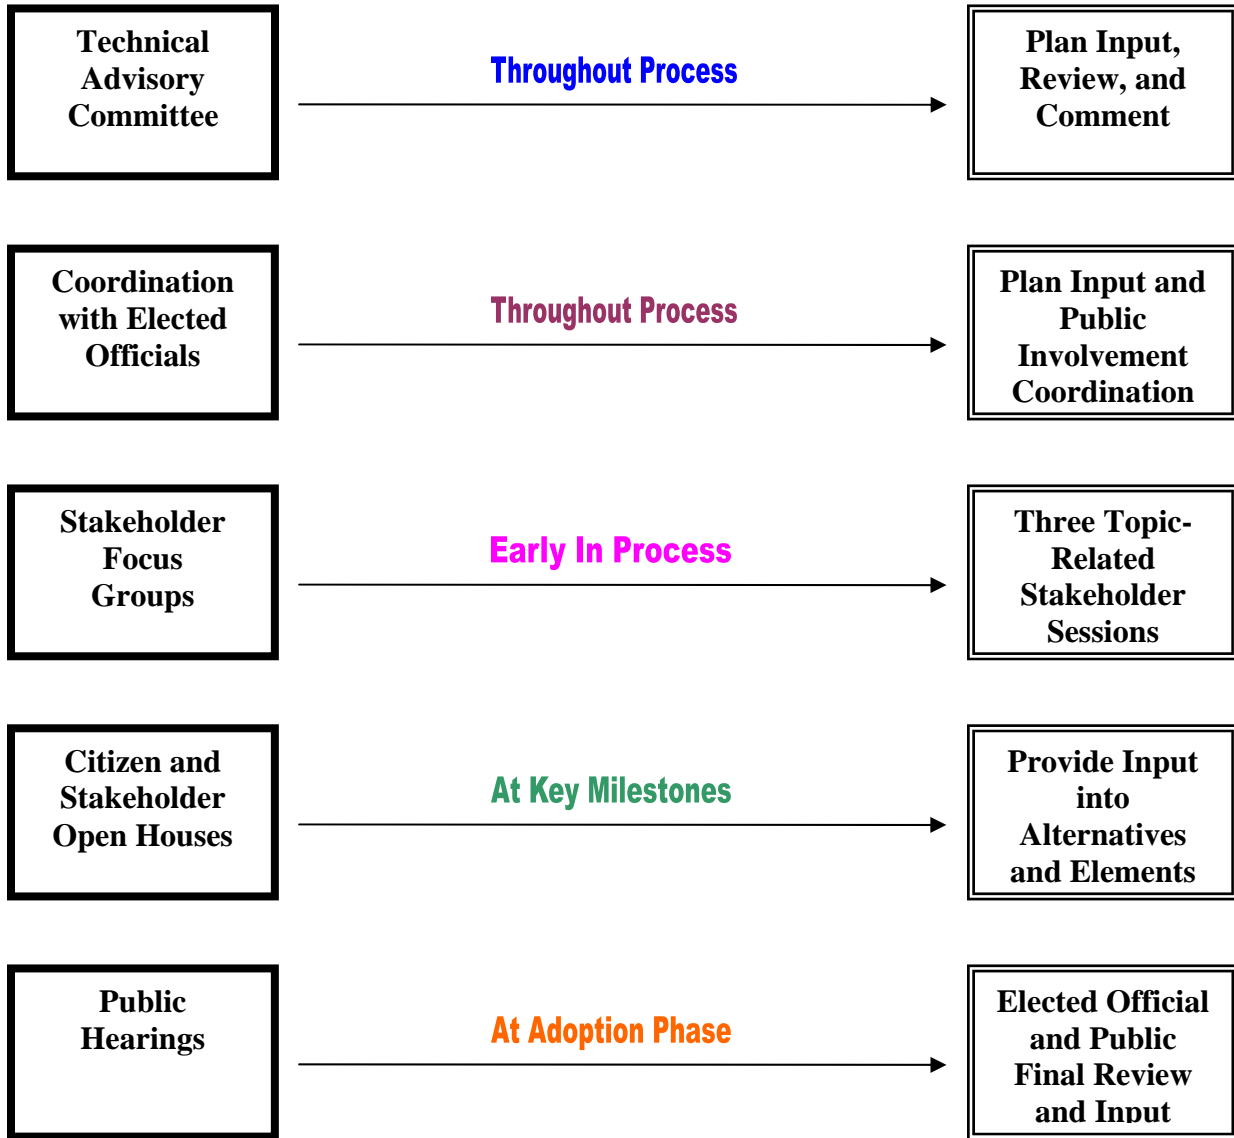 Technical
Advisory
Committee
Throughout Process
Plan Input,
Review, and
Comment
Coordination
with Elected
Officials
Throughout Process
Plan Input and
Public
Involvement
Coordination
Stakeholder
Focus
Groups
Early In Process
Three Topic-
Related
Stakeholder
Sessions
Citizen and
Stakeholder
Open Houses
At Key Milestones
Provide Input
into
Alternatives
and Elements
Public
Hearings
At Adoption Phase
Elected Official
and Public
Final Review
and Input